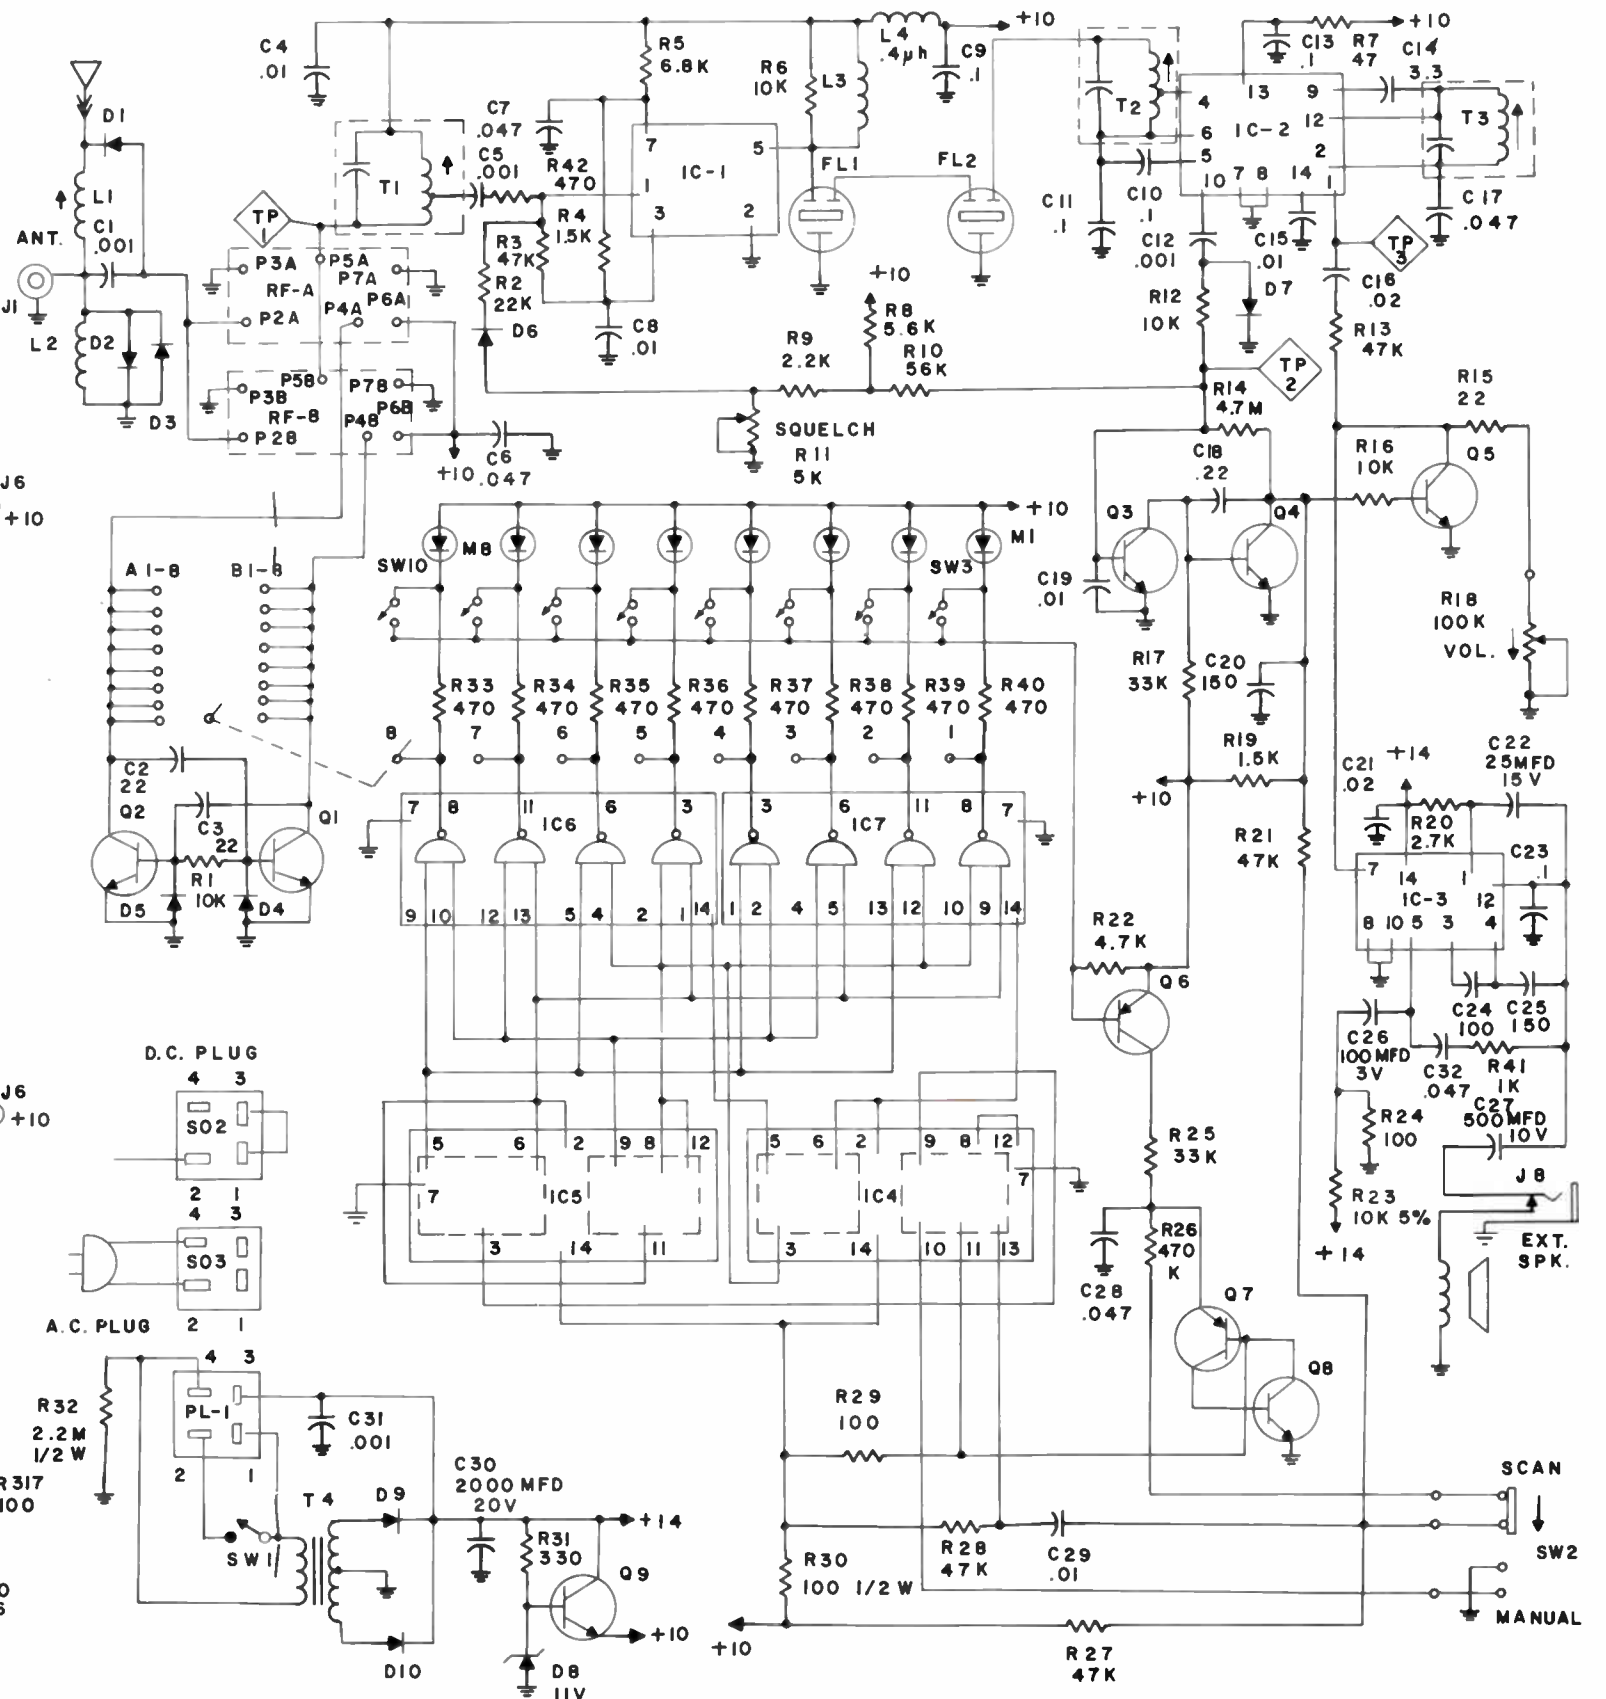 C4
.01
R5
6.8K
R6
10K
L3
L4
.4µh
C9
.1
+10
C13
.1
R7
47
+10
C14
3.3
D1
L1
C1
.001
ANT.
J1
L2
D2
D3
TP
1
T1
C7
.047
C5
.001
R42
470
R4
1.5K
R3
47K
R2
22K
D6
C8
.01
7
1
3
5
2
IC-1
FL1
FL2
T2
4
6
5
10
13
9
12
2
7
8
14
1
IC-2
T3
C10
.1
C11
.1
C12
.001
C15
.01
C17
.047
TP
3
C16
.02
R12
10K
D7
R13
47K
P3A
P5A
P7A
RF-A
P4A
P6A
P2A
P3B
P5B
P7B
RF-B
P4B
P6B
P2B
+10
C6
.047
+10
R8
5.6K
R9
2.2K
R10
56K
TP
2
R14
4.7M
SQUELCH
R11
5K
R15
22
R16
10K
Q5
C18
.22
Q3
Q4
C19
.01
J6
+10
A1-8
B1-8
M8
SW10
SW3
M1
+10
R18
100K
VOL.
R17
33K
C20
150
R33
470
R34
470
R35
470
R36
470
R37
470
R38
470
R39
470
R40
470
8
7
6
5
4
3
2
1
R19
1.5K
+10
C21
.02
+14
C22
25MFD
15V
C2
22
Q2
C3
22
Q1
R1
10K
D5
D4
7
8
11
6
3
IC6
9
10
12
13
5
4
2
1
14
3
6
11
8
7
IC7
1
2
4
5
13
12
10
9
14
R21
47K
R20
2.7K
C23
.1
7
14
1
IC-3
12
8
10
5
3
4
R22
4.7K
Q6
C24
100
C25
150
C26
100MFD
3V
C32
.047
R41
1K
C27
500MFD
10V
R24
100
R23
10K 5%
+14
J8
EXT.
SPK.
D.C. PLUG
4
3
SO2
2
1
J6
+10
4
3
SO3
A.C. PLUG
2
1
5
6
2
9
8
12
7
IC5
3
14
11
5
6
2
9
8
12
7
IC4
3
14
10
11
13
R25
33K
R26
470
K
C28
.047
Q7
Q8
4
3
PL-1
2
1
R32
2.2M
1/2W
R317
100
C31
.001
T4
SW1
D9
D10
C30
2000MFD
20V
+14
R31
330
Q9
+10
D8
11V
R29
100
R28
47K
C29
.01
R30
100 1/2W
+10
R27
47K
SCAN
SW2
MANUAL